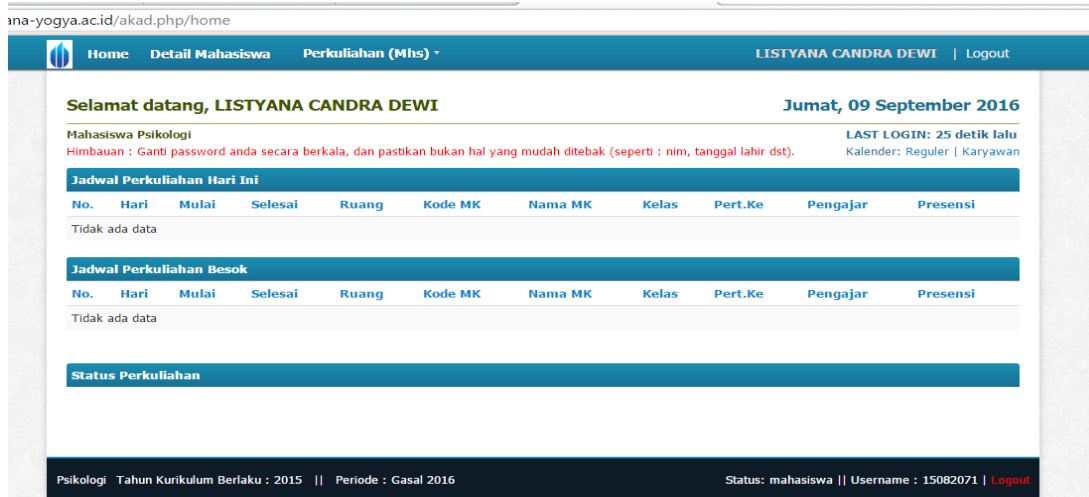 ana-yogya.ac.id/akad.php/home
Home Detail Mahasiswa Perkuliahan (Mhs) LISTYANA CANDRA DEWI | Logout
Selamat datang, LISTYANA CANDRA DEWI Jumat, 09 September 2016
Mahasiswa Psikologi LAST LOGIN: 25 detik lalu
Himbauan : Ganti password anda secara berkala, dan pastikan bukan hal yang mudah ditebak (seperti : nim, tanggal lahir dst). Kalender: Reguler | Karyawan
Jadwal Perkuliahan Hari Ini
No. Hari Mulai Selesai Ruang Kode MK Nama MK Kelas Pert.Ke Pengajar Presensi
Tidak ada data
Jadwal Perkuliahan Besok
No. Hari Mulai Selesai Ruang Kode MK Nama MK Kelas Pert.Ke Pengajar Presensi
Tidak ada data
Status Perkuliahan
Psikologi Tahun Kurikulum Berlaku : 2015 || Periode : Gasal 2016 Status: mahasiswa || Username : 15082071 | Logout